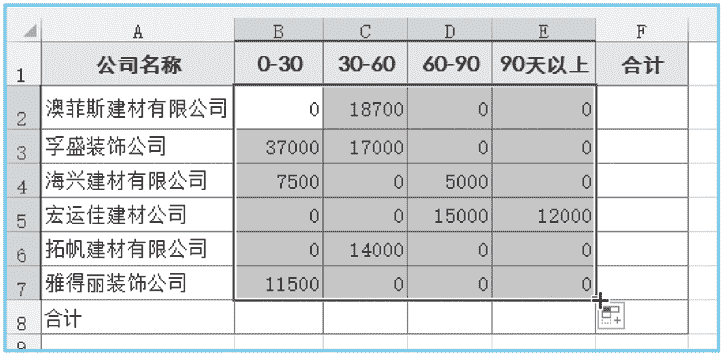 A B C D E F
1 公司名称 0-30 30-60 60-90 90天以上 合计
2 澳菲斯建材有限公司 0 18700 0 0
3 孚盛装饰公司 37000 17000 0 0
4 海兴建材有限公司 7500 0 5000 0
5 宏运佳建材公司 0 0 15000 12000
6 拓帆建材有限公司 0 14000 0 0
7 雅得丽装饰公司 11500 0 0 0
8 合计
9